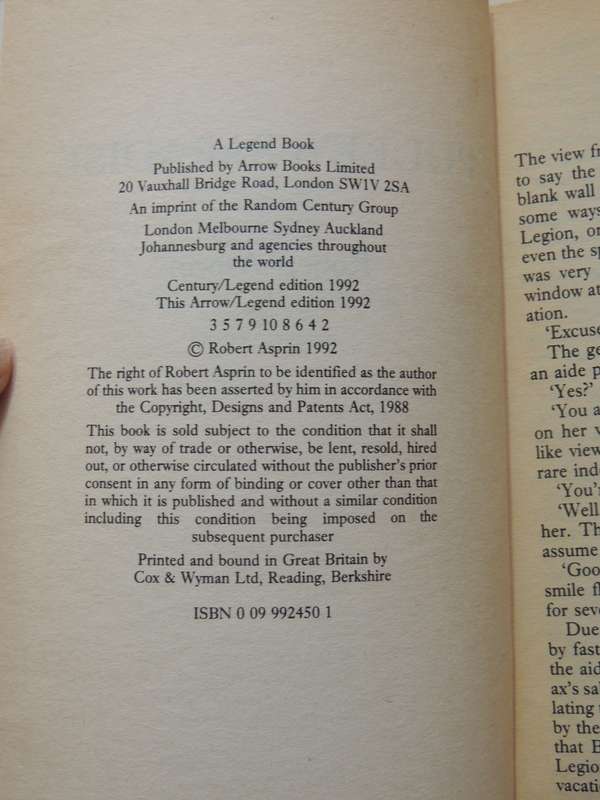 A Legend Book
Published by Arrow Books Limited
20 Vauxhall Bridge Road, London SW1V 2SA
An imprint of the Random Century Group
London Melbourne Sydney Auckland
Johannesburg and agencies throughout
the world
Century/Legend edition 1992
This Arrow/Legend edition 1992
3 5 7 9 10 8 6 4 2
© Robert Asprin 1992
The right of Robert Asprin to be identified as the author
of this work has been asserted by him in accordance with
the Copyright, Designs and Patents Act, 1988
This book is sold subject to the condition that it shall
not, by way of trade or otherwise, be lent, resold, hired
out, or otherwise circulated without the publisher's prior
consent in any form of binding or cover other than that
in which it is published and without a similar condition
including this condition being imposed on the
subsequent purchaser
Printed and bound in Great Britain by
Cox & Wyman Ltd, Reading, Berkshire
ISBN 0 09 992450 1
The view
to say the
blank wall
some ways
Legion,
even the
was very
window
ation.
'Excuse
The
an aide
'Yes?'
'You
on her
like view
rare
'You'
'Well
her.
assume
'Good
smile
for
Due
by fast
the
ax's
lating
by the
that
Legion